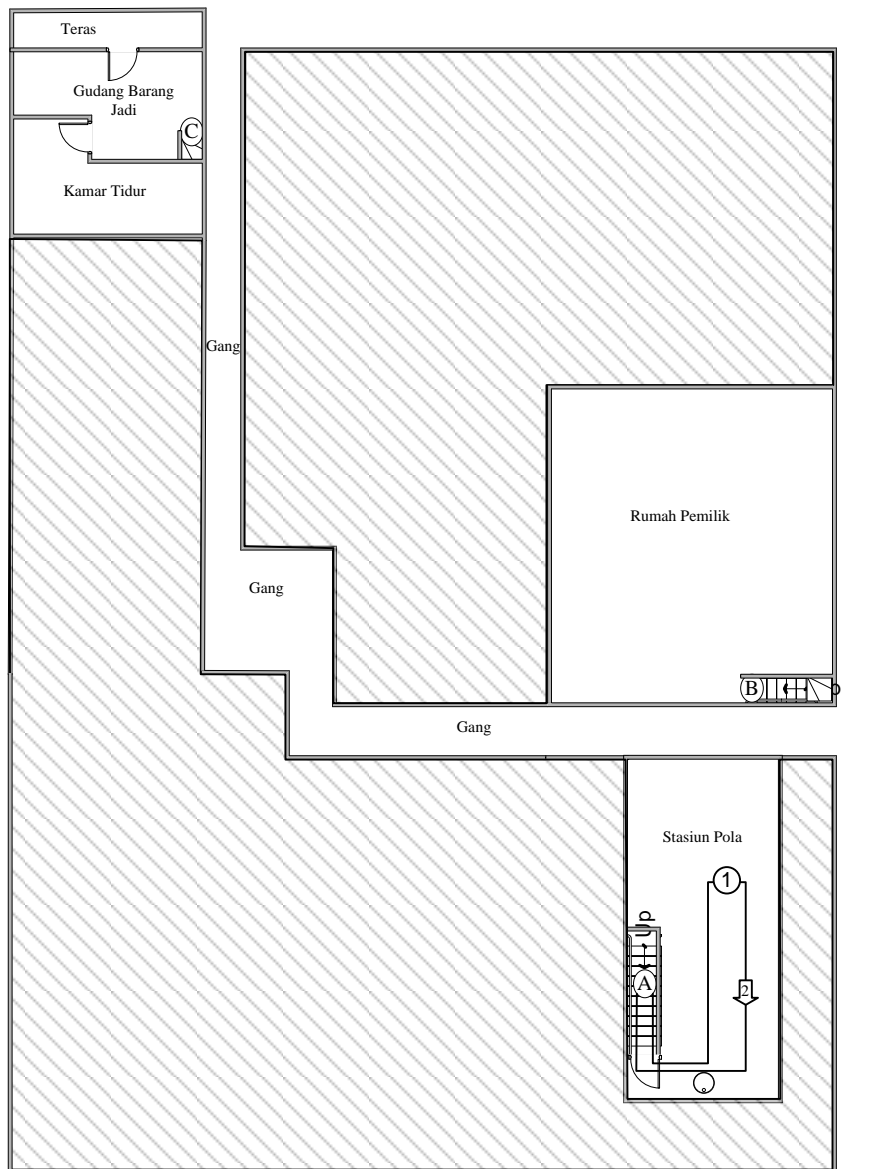 Teras
Gudang Barang
Jadi
C
Kamar Tidur
Gang
Rumah Pemilik
Gang
B
Gang
Stasiun Pola
1
Up
A
2